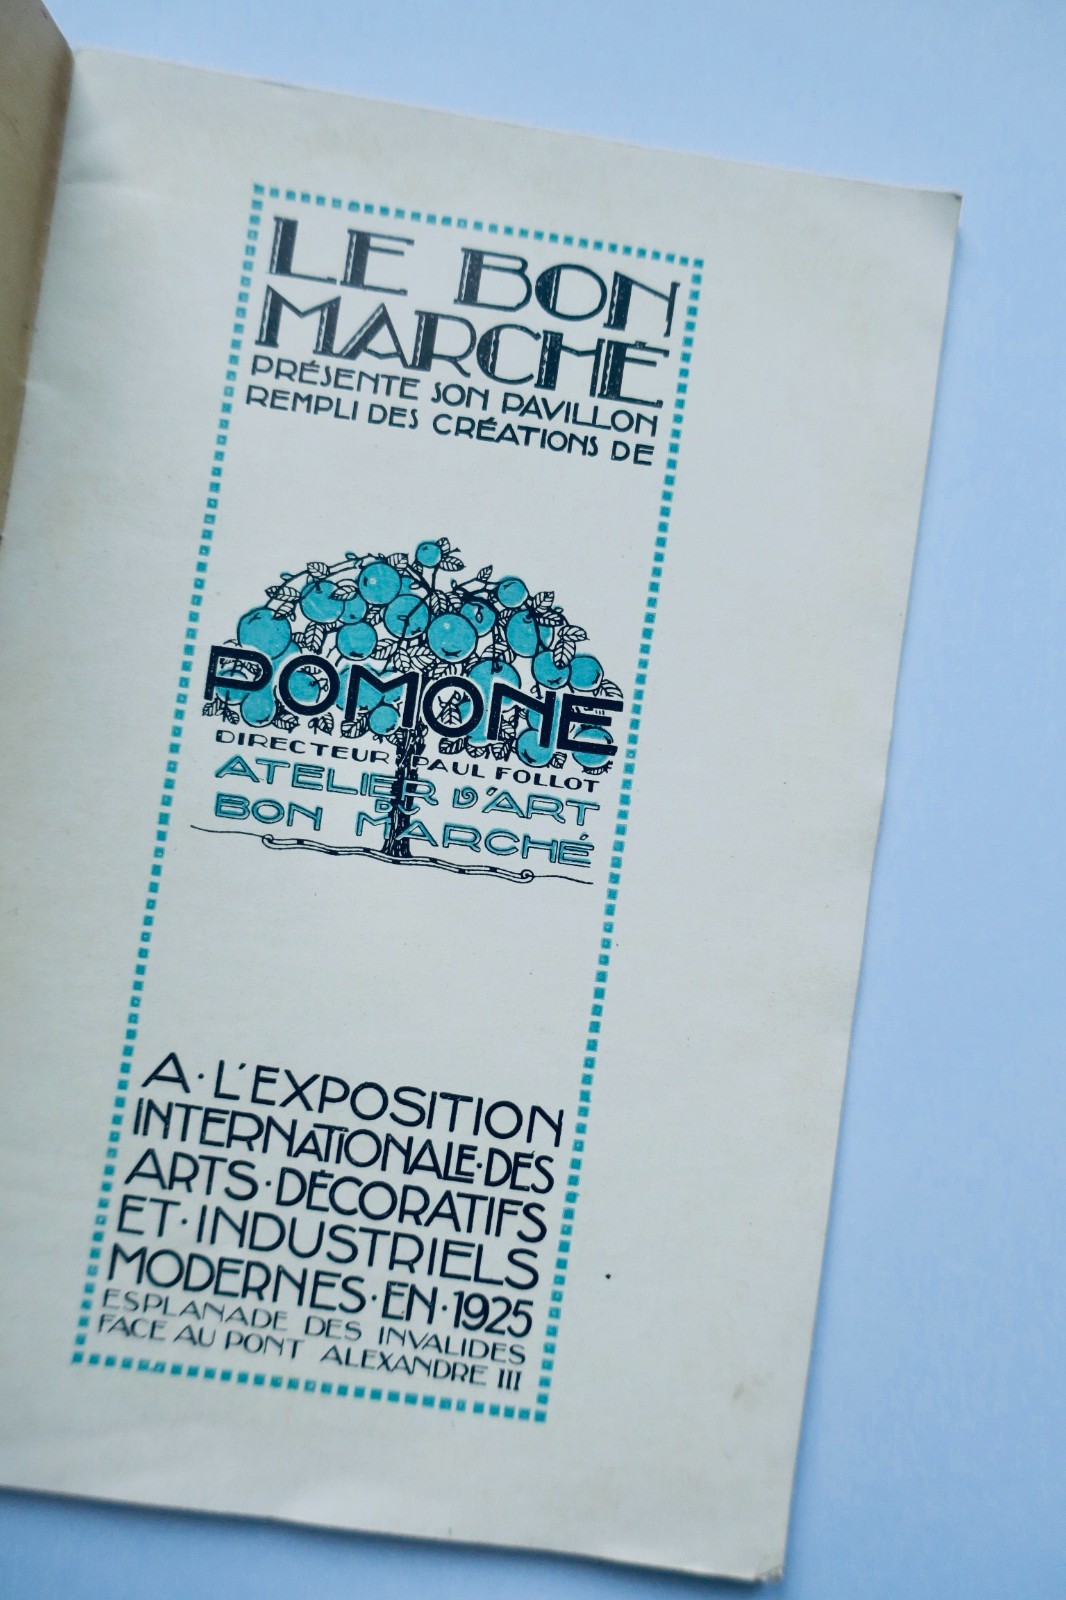 LE BON
MARCHÉ
PRÉSENTE SON PAVILLON
REMPLI DES CRÉATIONS DE
POMONE
DIRECTEUR PAUL FOLLOT
ATELIER D'ART
DU
BON MARCHÉ
A·L'EXPOSITION
INTERNATIONALE·DES
ARTS·DÉCORATIFS
ET·INDUSTRIELS
MODERNES·EN·1925
ESPLANADE DES INVALIDES
FACE AU PONT ALEXANDRE III